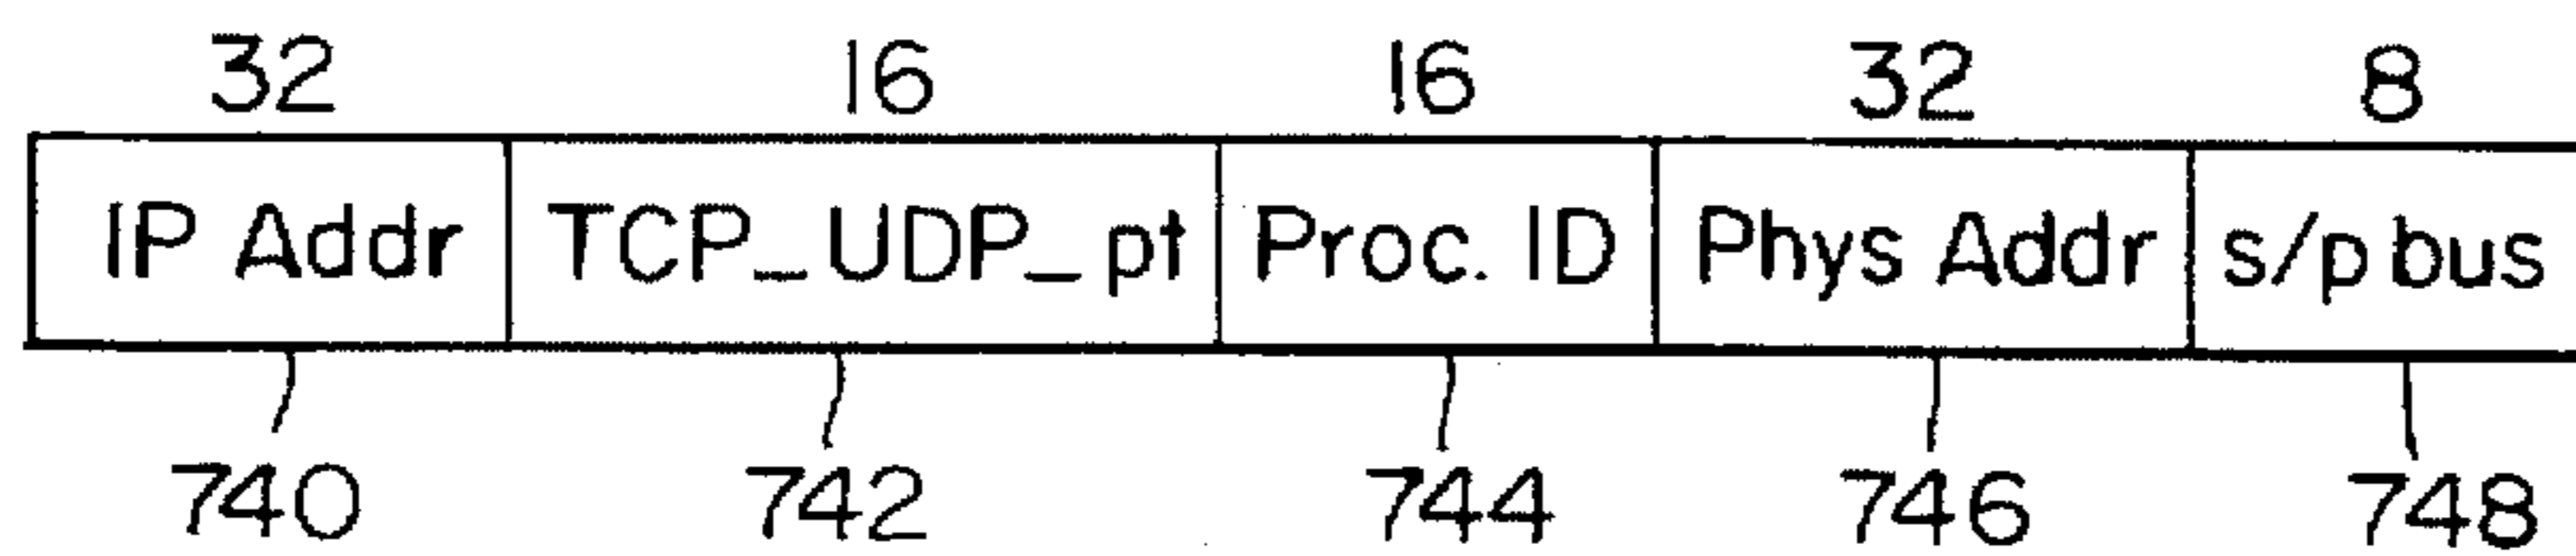 32 16 16 32 8
IP Addr TCP_UDP_pt Proc. ID Phys Addr s/p bus
740 742 744 746 748